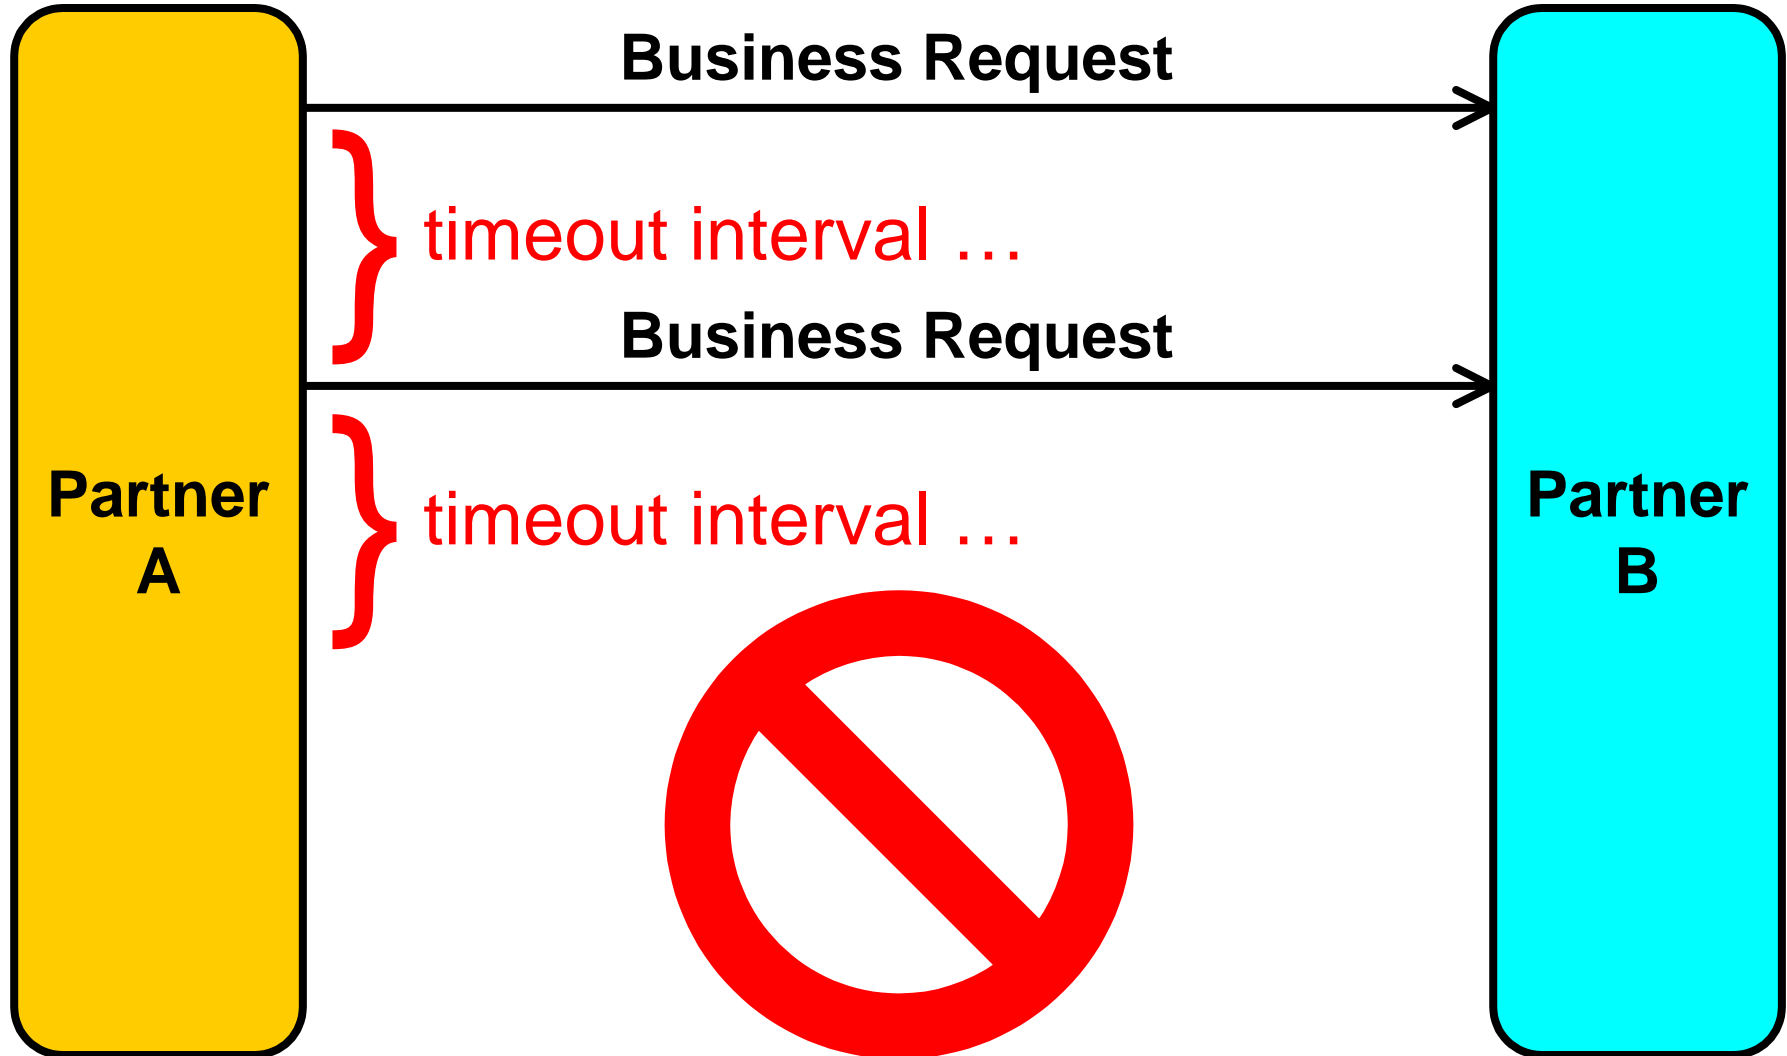 Business Request
timeout interval …
Business Request
timeout interval …
Partner
A
Partner
B